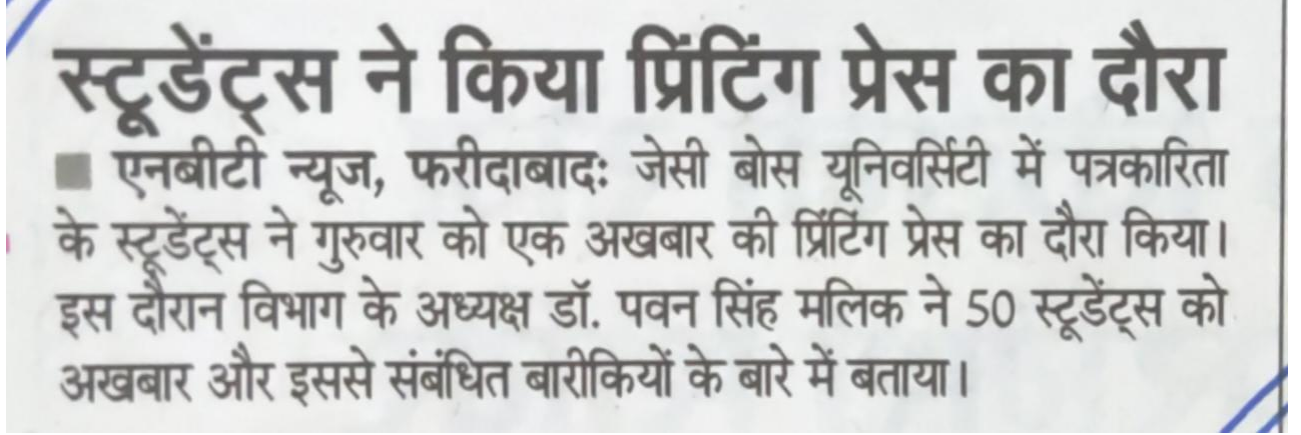 स्टूडेंट्स ने किया प्रिंटिंग प्रेस का दौरा
एनबीटी न्यूज, फरीदाबादः जेसी बोस यूनिवर्सिटी में पत्रकारिता
के स्टूडेंट्स ने गुरुवार को एक अखबार की प्रिंटिंग प्रेस का दौरा किया।
इस दौरान विभाग के अध्यक्ष डॉ. पवन सिंह मलिक ने 50 स्टूडेंट्स को
अखबार और इससे संबंधित बारीकियों के बारे में बताया।